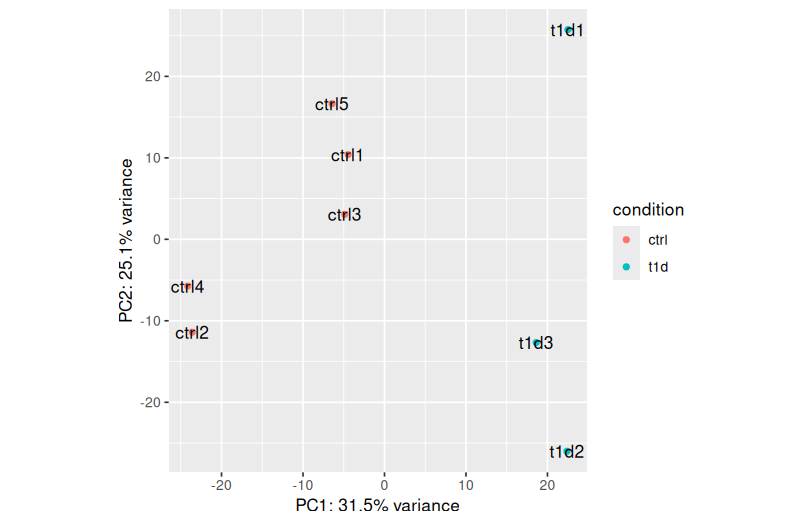 t1d1
20
ctrl5
10
ctrl1
ctrl3
0
ctrl4
-10
ctrl2
t1d3
-20
t1d2
-20 -10 0 10 20
PC1: 31.5% variance
PC2: 25.1% variance
condition
ctrl
t1d